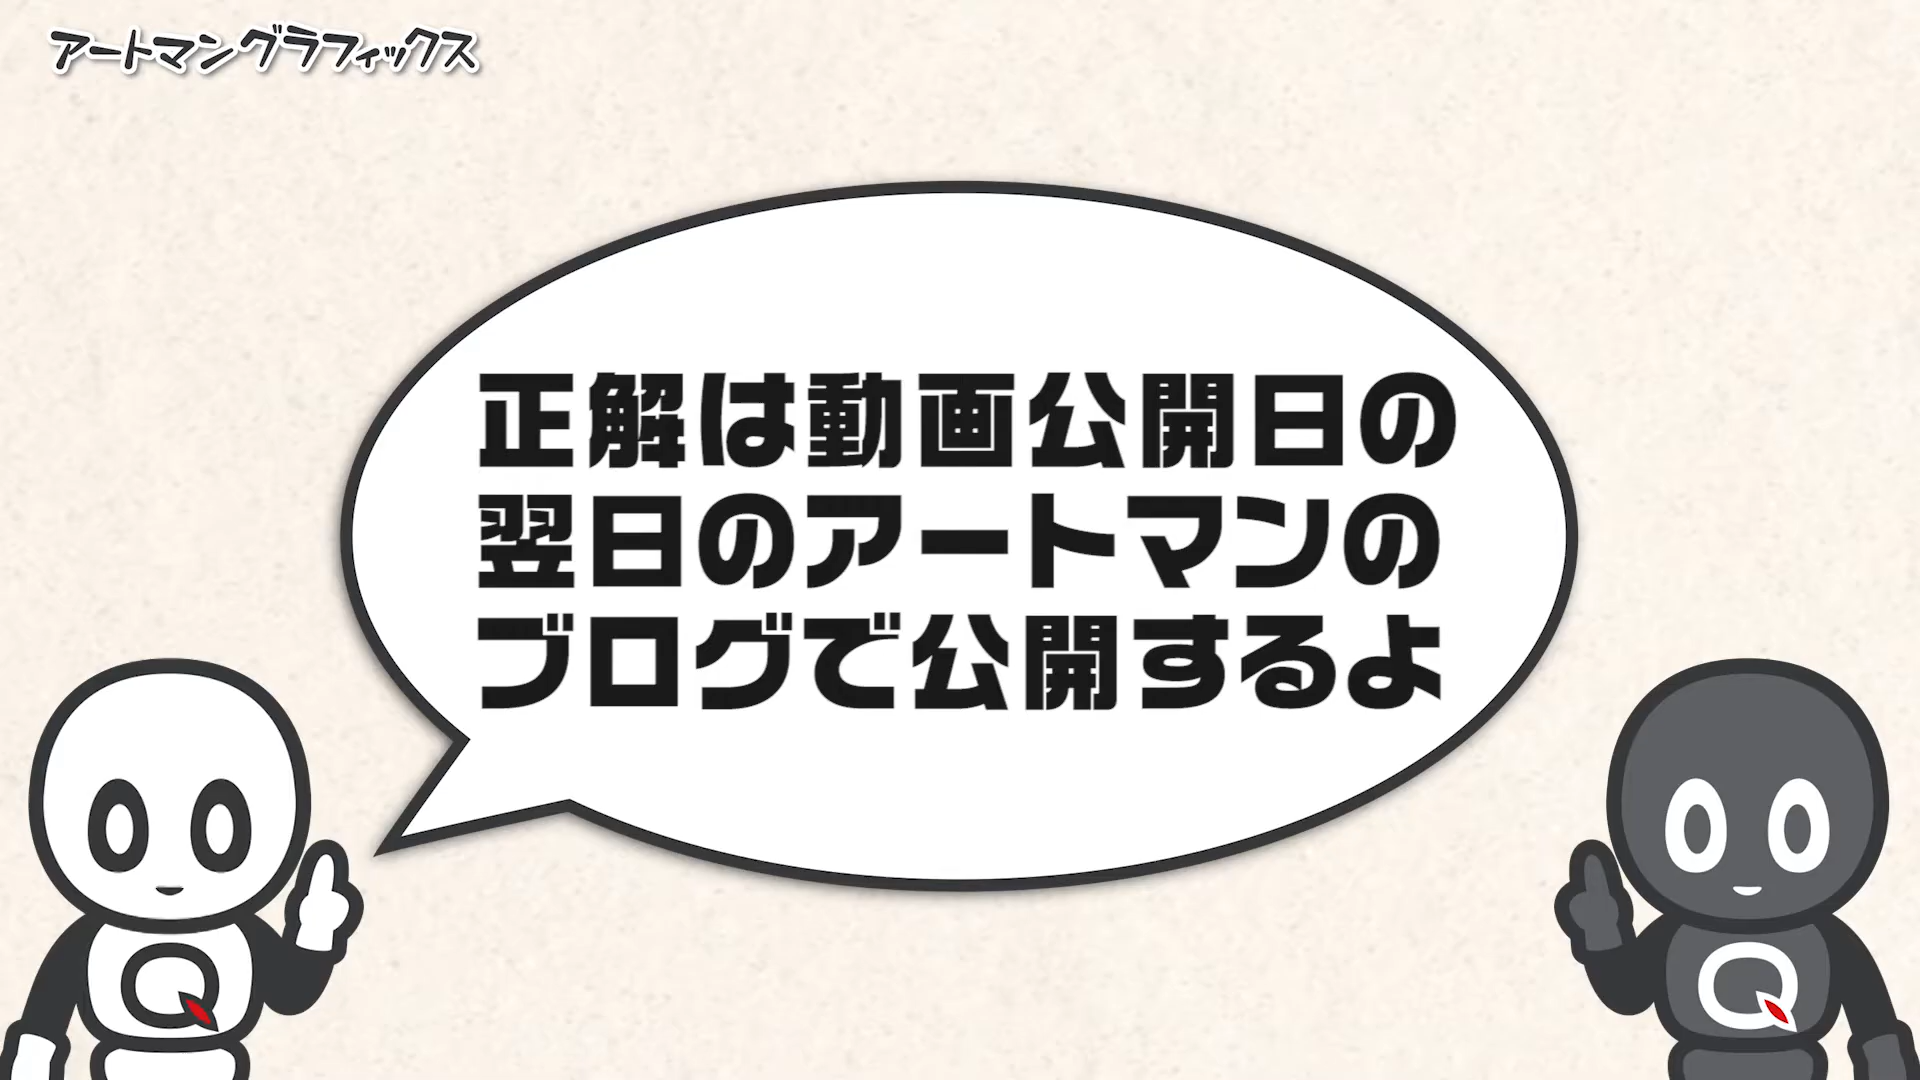 アートマングラフィックス
正解は動画公開日の
翌日のアートマンの
ブログで公開するよ
Q
Q